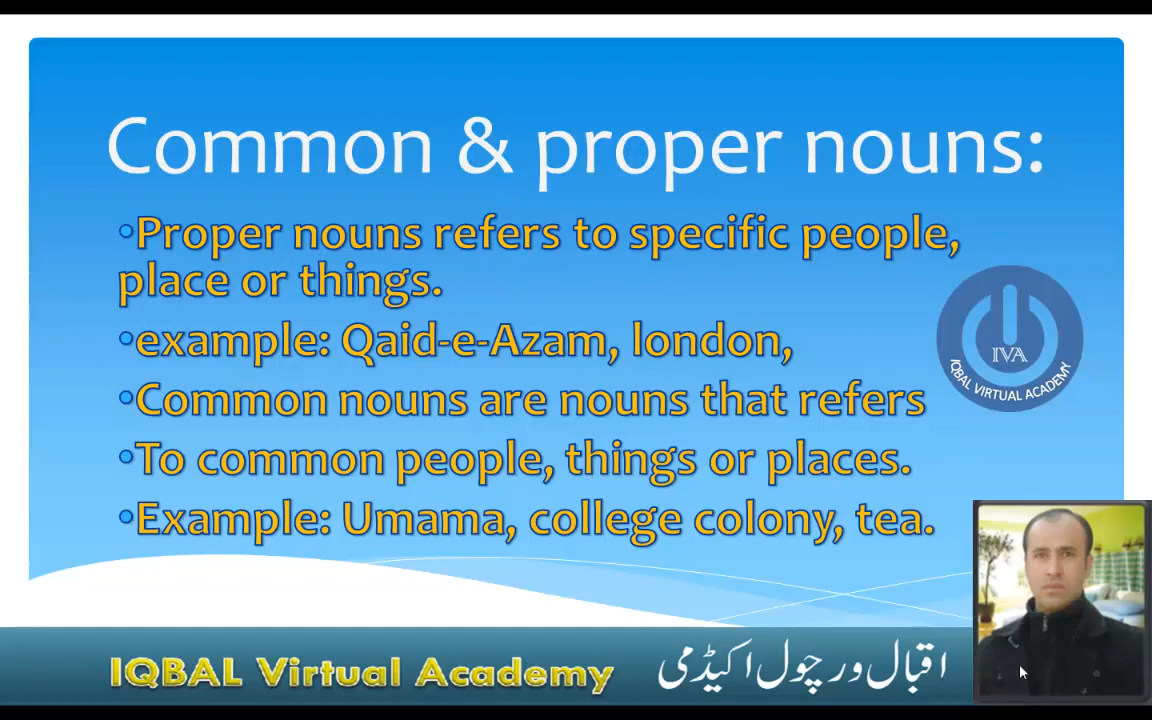 Common & proper nouns:
•Proper nouns refers to specific people,
place or things.
•example: Qaid-e-Azam, london,
•Common nouns are nouns that refers
•To common people, things or places.
•Example: Umama, college colony, tea.
IVA
IQBAL VIRTUAL ACADEMY
IQBAL Virtual Academy
اقبال ورچول اکیڈمی